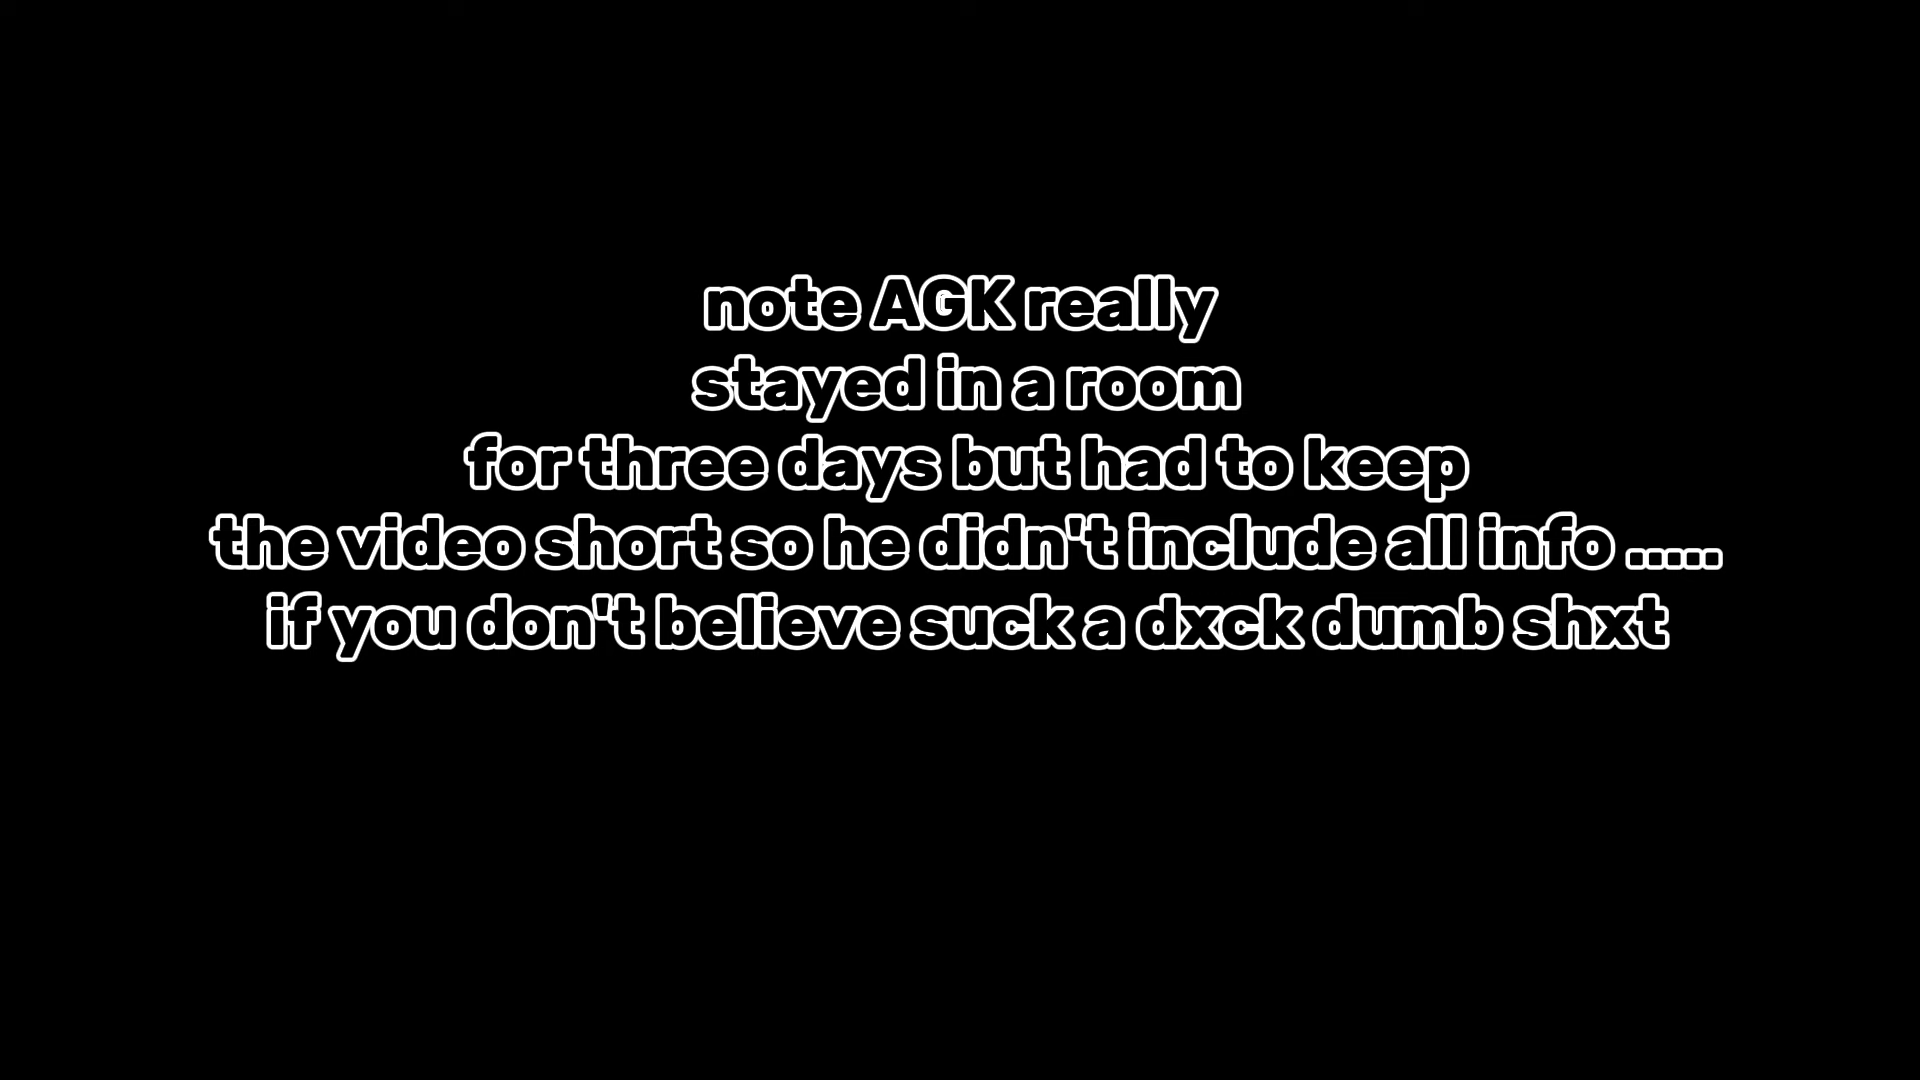 note AGK really
stayed in a room
for three days but had to keep
the video short so he didn't include all info .....
if you don't believe suck a dxck dumb shxt